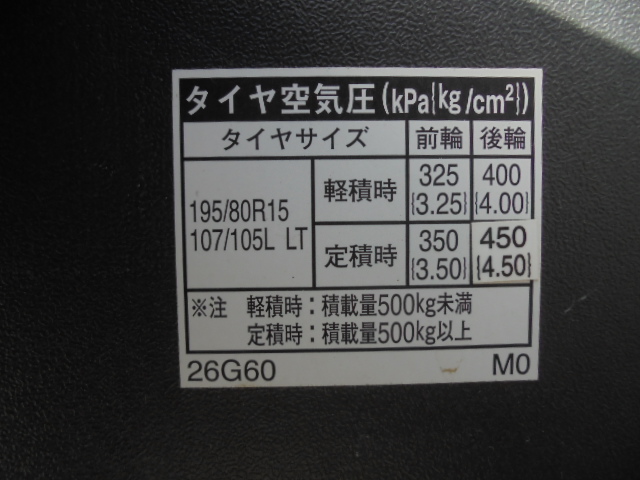 タイヤ空気圧(kPa{kg/cm²})
タイヤサイズ 前輪 後輪
195/80R15 107/105L LT 軽積時 325 {3.25} 400 {4.00}
定積時 350 {3.50} 450 {4.50}
※注 軽積時：積載量500kg未満
定積時：積載量500kg以上
26G60 M0